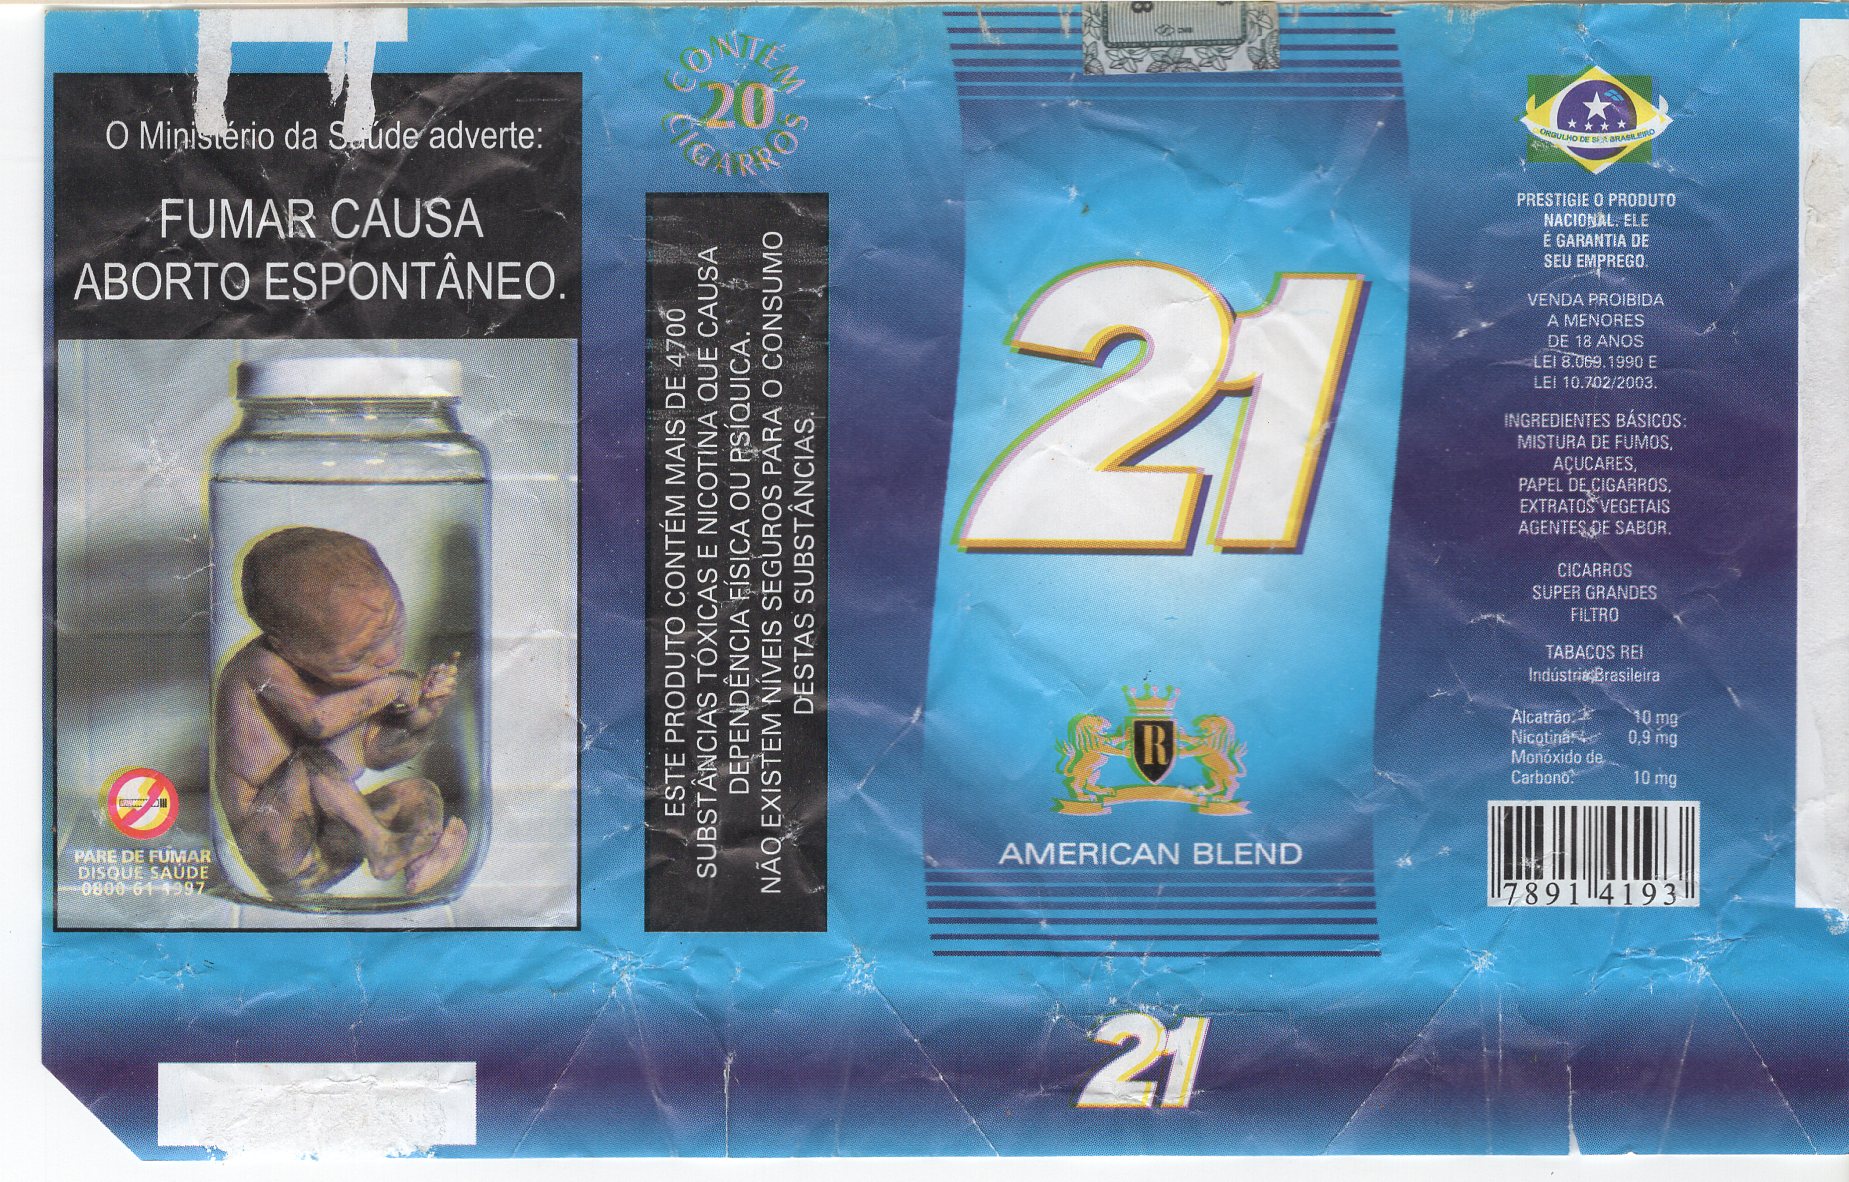 O Ministério da Saúde adverte:
FUMAR CAUSA
ABORTO ESPONTÂNEO.
PARE DE FUMAR
DISQUE SAÚDE
0800 61 1997
CONTÉM
20
CIGARROS
ESTE PRODUTO CONTÉM MAIS DE 4700
SUBSTÂNCIAS TÓXICAS E NICOTINA QUE CAUSA
DEPENDÊNCIA FÍSICA OU PSÍQUICA.
NÃO EXISTEM NÍVEIS SEGUROS PARA O CONSUMO
DESTAS SUBSTÂNCIAS.
21
R
AMERICAN BLEND
21
ORGULHO DE SER BRASILEIRO
PRESTIGIE O PRODUTO
NACIONAL. ELE
É GARANTIA DE
SEU EMPREGO.
VENDA PROIBIDA
A MENORES
DE 18 ANOS
LEI 8.069.1990 E
LEI 10.702/2003.
INGREDIENTES BÁSICOS:
MISTURA DE FUMOS,
AÇUCARES,
PAPEL DE CIGARROS,
EXTRATOS VEGETAIS
AGENTES DE SABOR.
CICARROS
SUPER GRANDES
FILTRO
TABACOS REI
Indústria Brasileira
Alcatrão: 10 mg
Nicotina: 0,9 mg
Monóxido de
Carbono: 10 mg
7891 4193